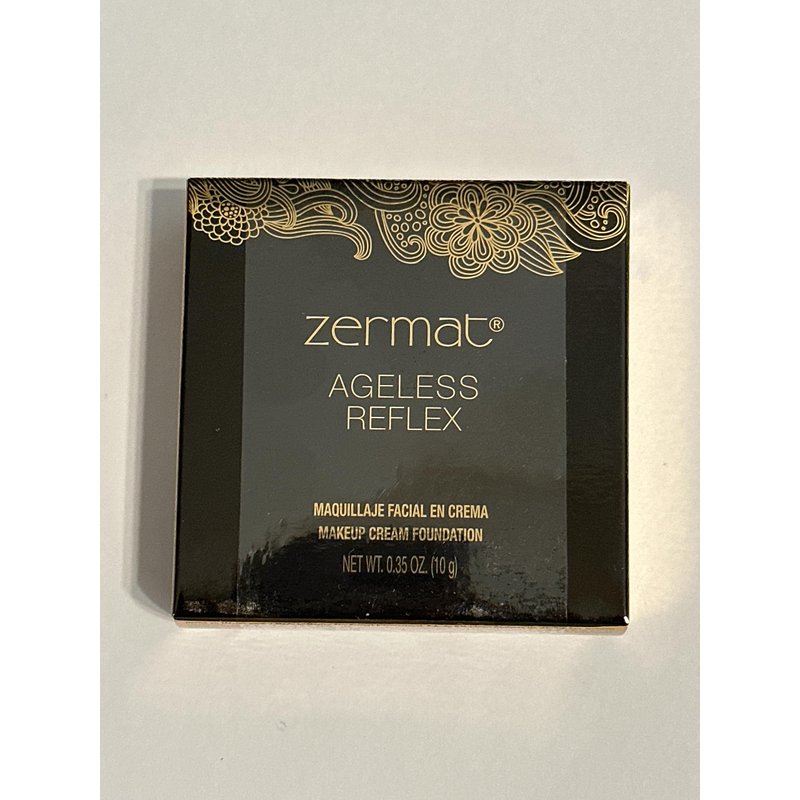 zermat®
AGELESS
REFLEX
MAQUILLAJE FACIAL EN CREMA
MAKEUP CREAM FOUNDATION
NET WT. 0.35 OZ. (10 g)